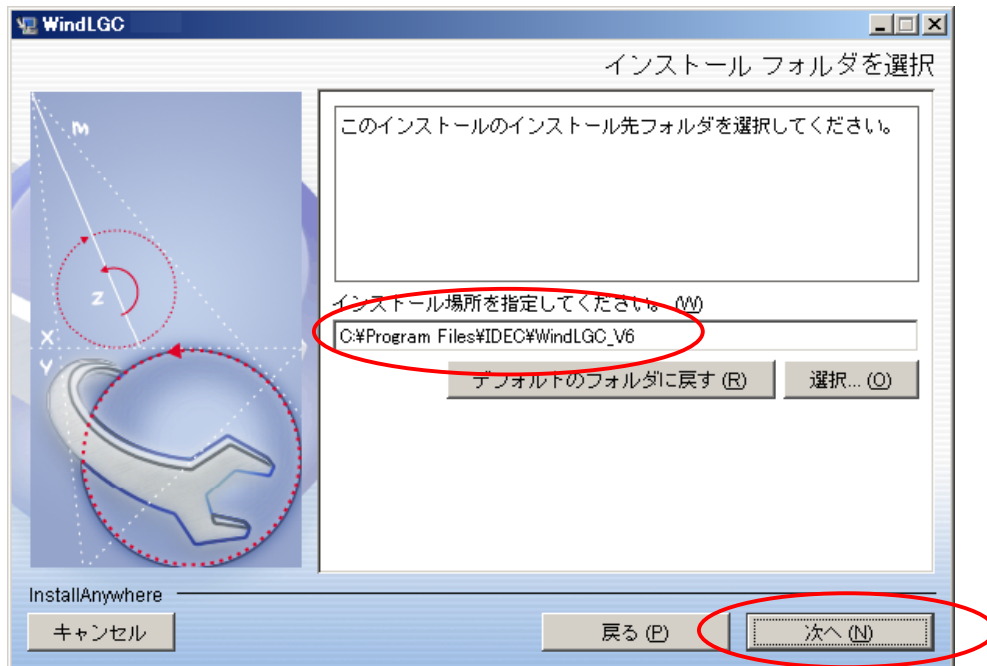 WindLGC
インストール フォルダを選択
このインストールのインストール先フォルダを選択してください。
M
Z
X
Y
インストール場所を指定してください。 (W)
C:¥Program Files¥IDEC¥WindLGC_V6
デフォルトのフォルダに戻す (R)
選択... (O)
InstallAnywhere
キャンセル
戻る (P)
次へ (N)